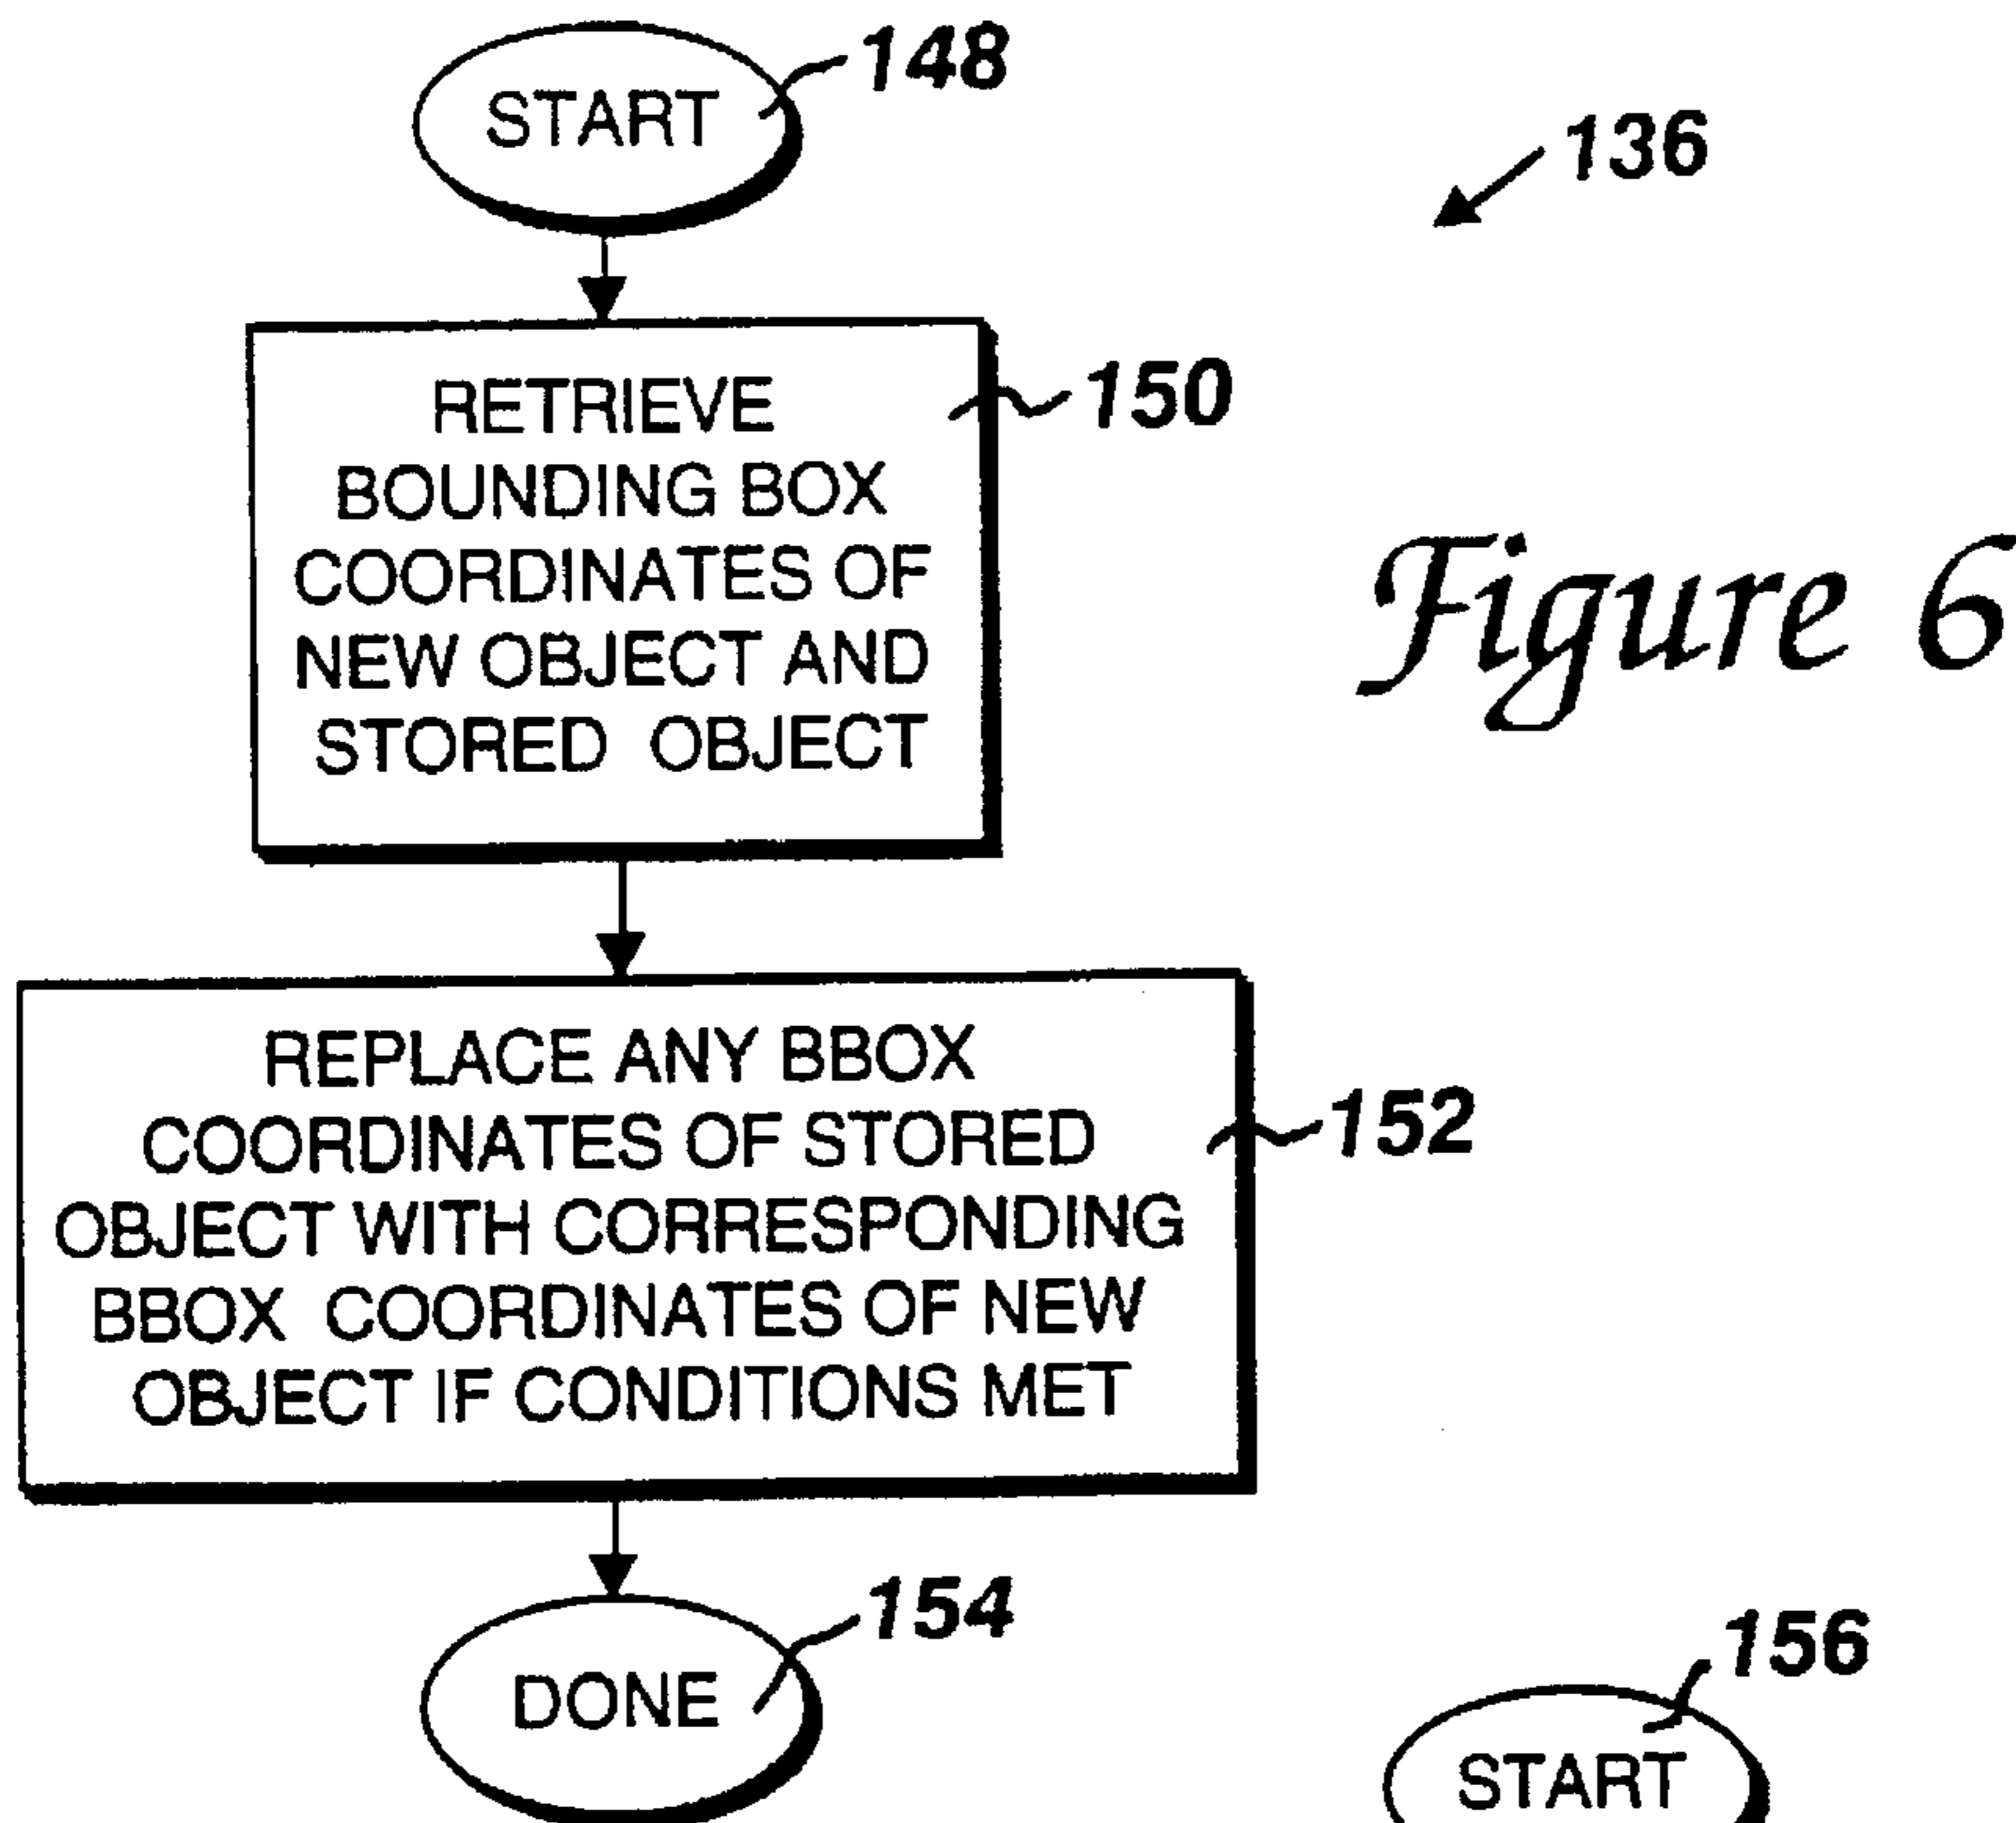 START
148
136
RETRIEVE
BOUNDING BOX
COORDINATES OF
NEW OBJECT AND
STORED OBJECT
150
Figure 6
REPLACE ANY BBOX
COORDINATES OF STORED
OBJECT WITH CORRESPONDING
BBOX COORDINATES OF NEW
OBJECT IF CONDITIONS MET
152
DONE
154
156
START